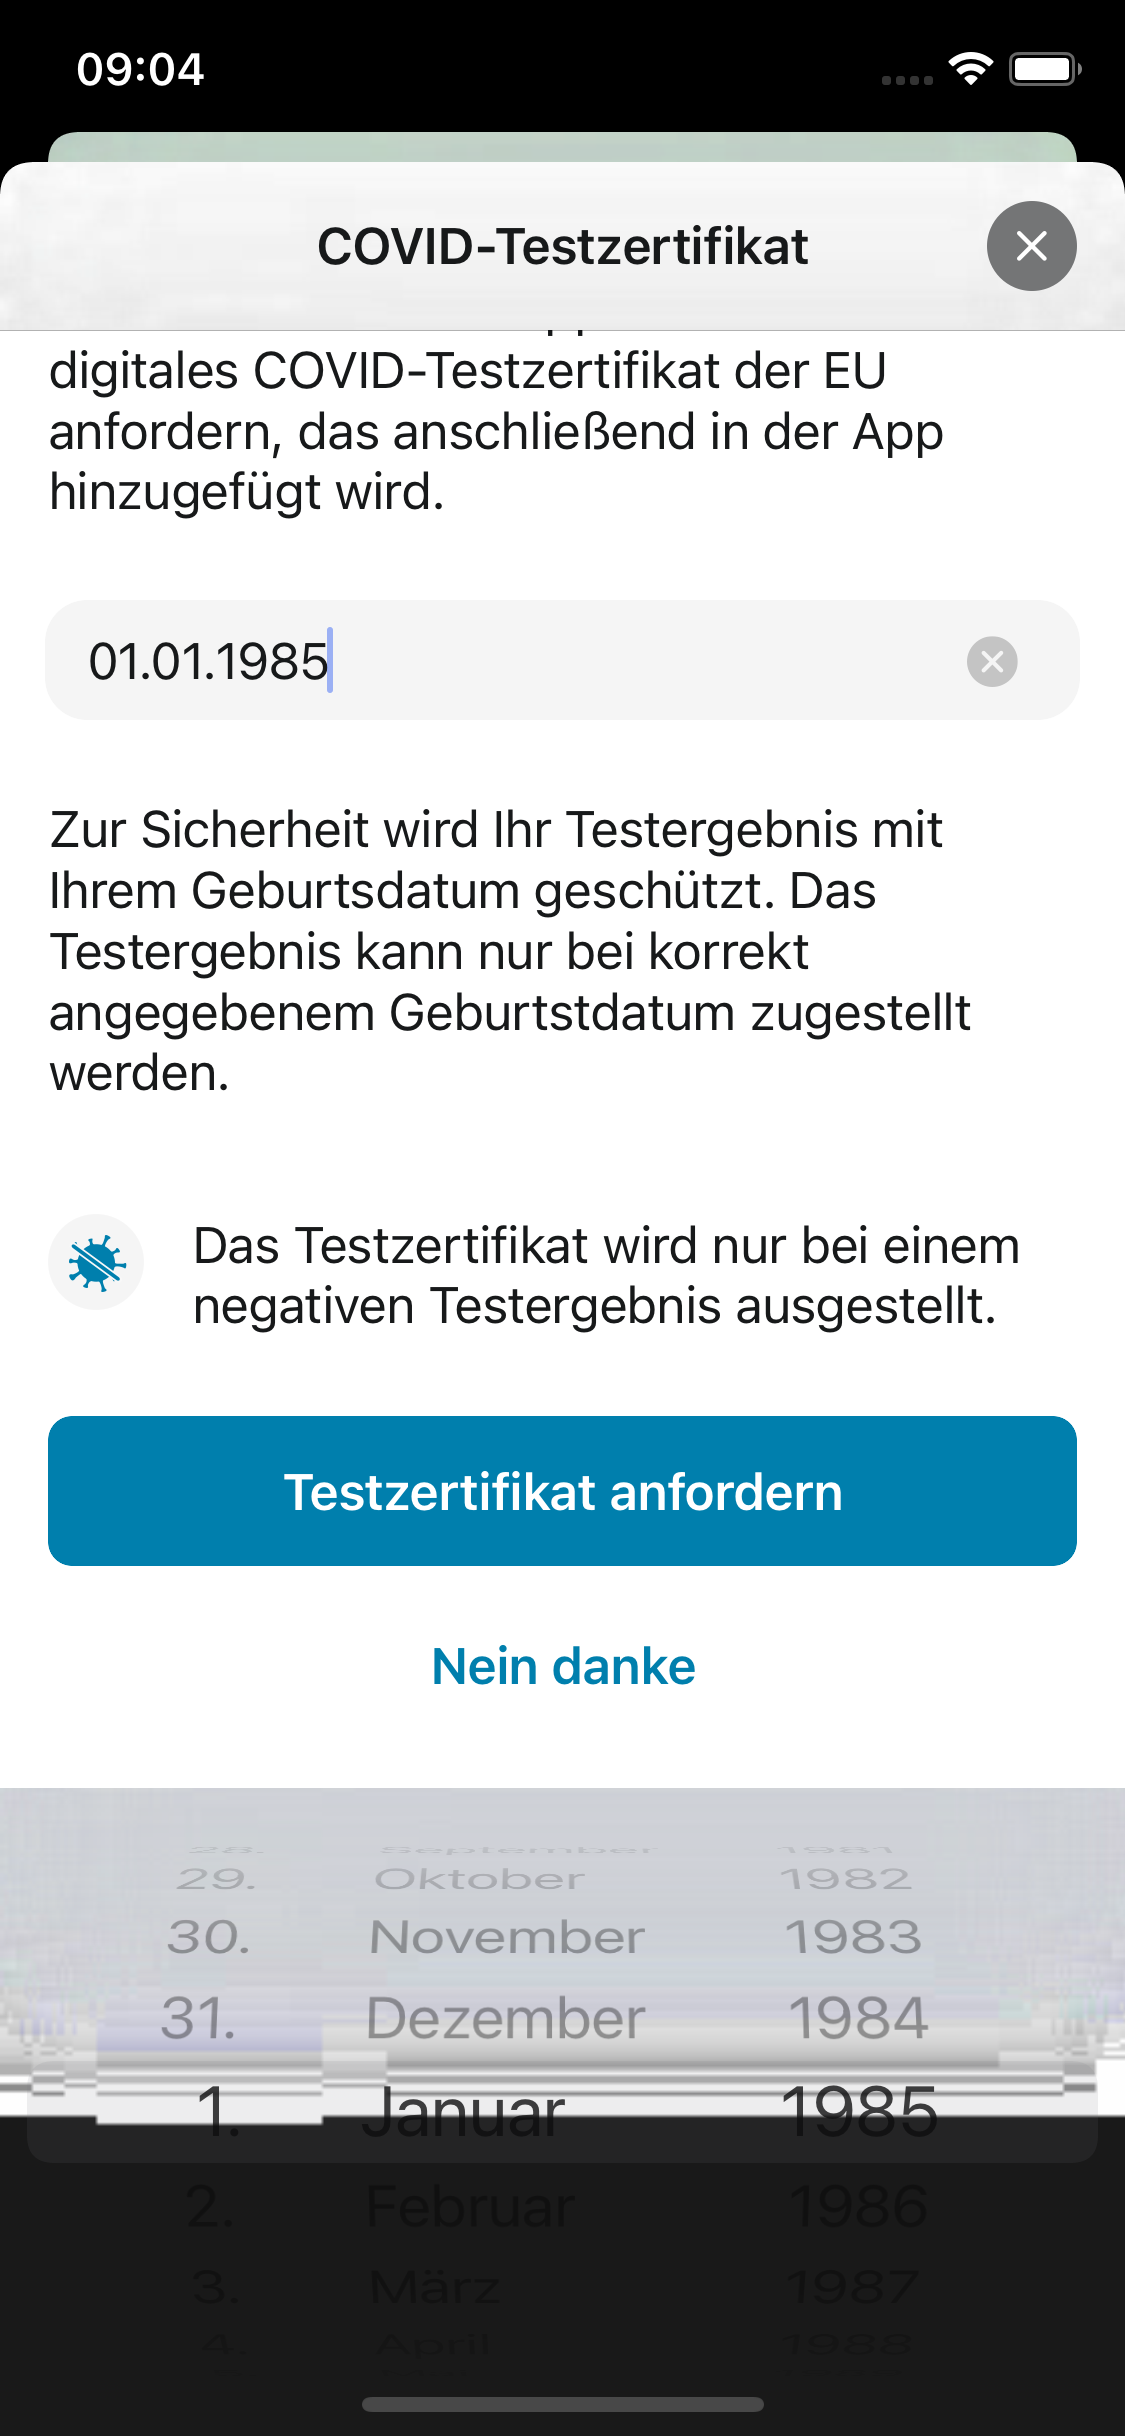 09:04
COVID-Testzertifikat
digitales COVID-Testzertifikat der EU
anfordern, das anschließend in der App
hinzugefügt wird.
01.01.1985
Zur Sicherheit wird Ihr Testergebnis mit
Ihrem Geburtsdatum geschützt. Das
Testergebnis kann nur bei korrekt
angegebenem Geburtstdatum zugestellt
werden.
Das Testzertifikat wird nur bei einem
negativen Testergebnis ausgestellt.
Testzertifikat anfordern
Nein danke
28. September 1981
29. Oktober 1982
30. November 1983
31. Dezember 1984
1. Januar 1985
2. Februar 1986
3. März 1987
4. April 1988